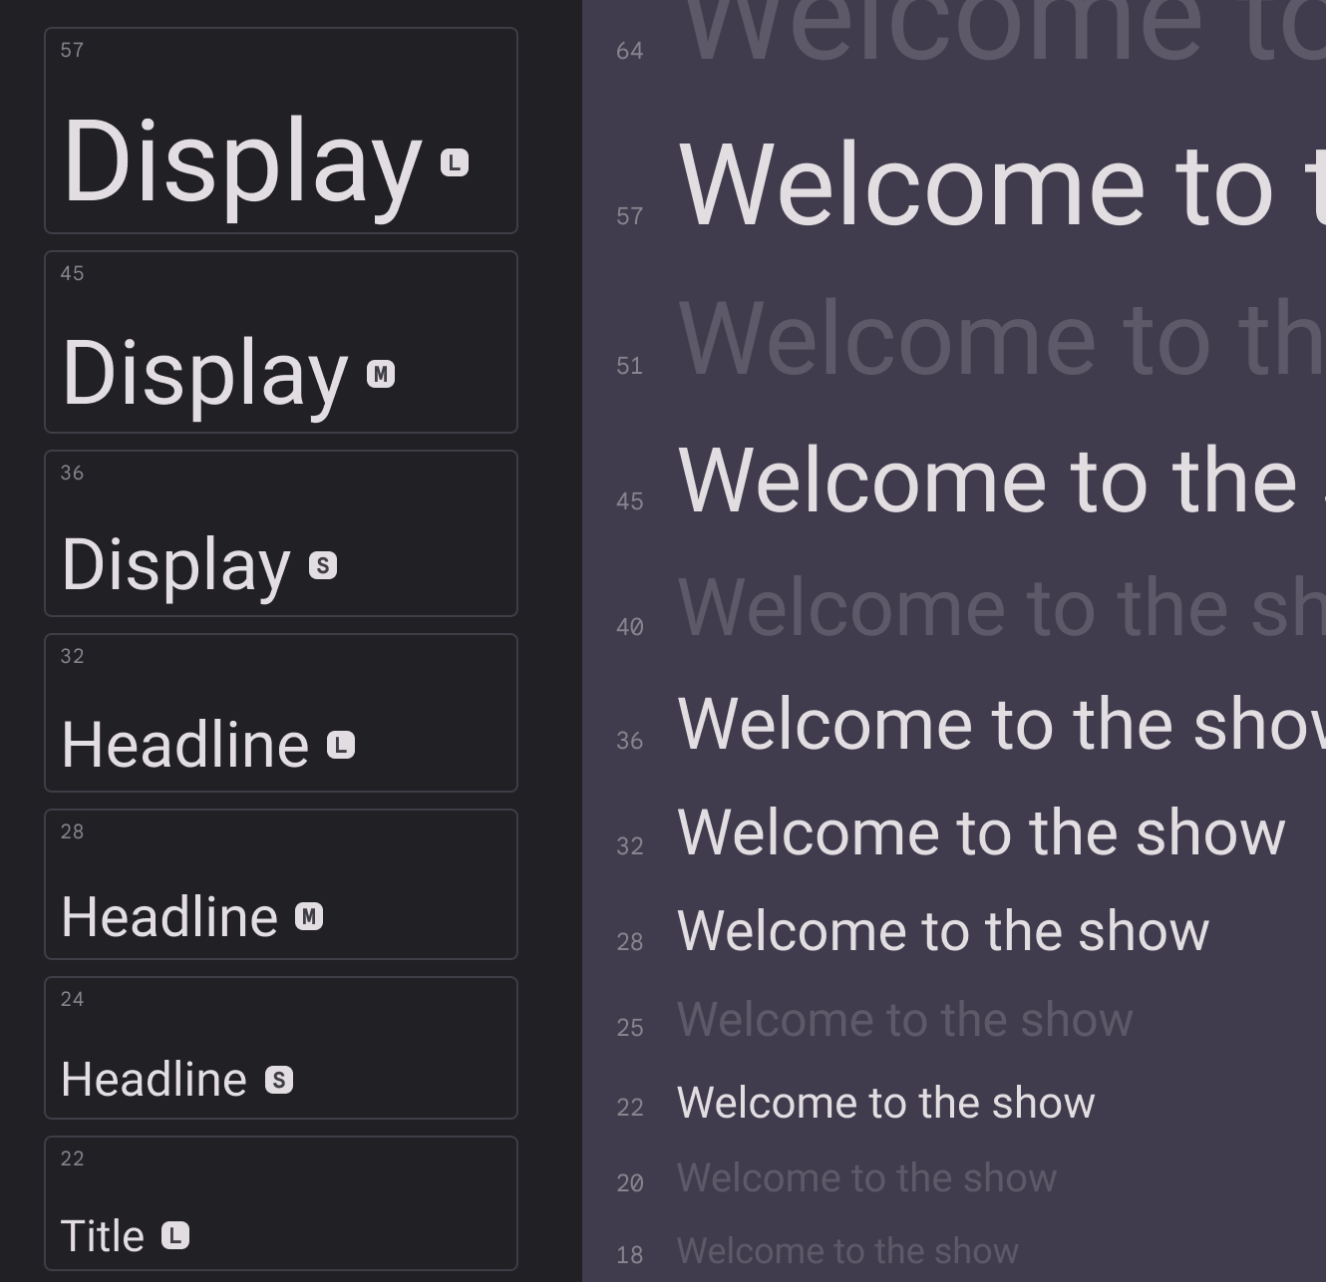 57
Display L
45
Display M
36
Display S
32
Headline L
28
Headline M
24
Headline S
22
Title L
64 Welcome to
57 Welcome to t
51 Welcome to th
45 Welcome to the
40 Welcome to the sh
36 Welcome to the show
32 Welcome to the show
28 Welcome to the show
25 Welcome to the show
22 Welcome to the show
20 Welcome to the show
18 Welcome to the show